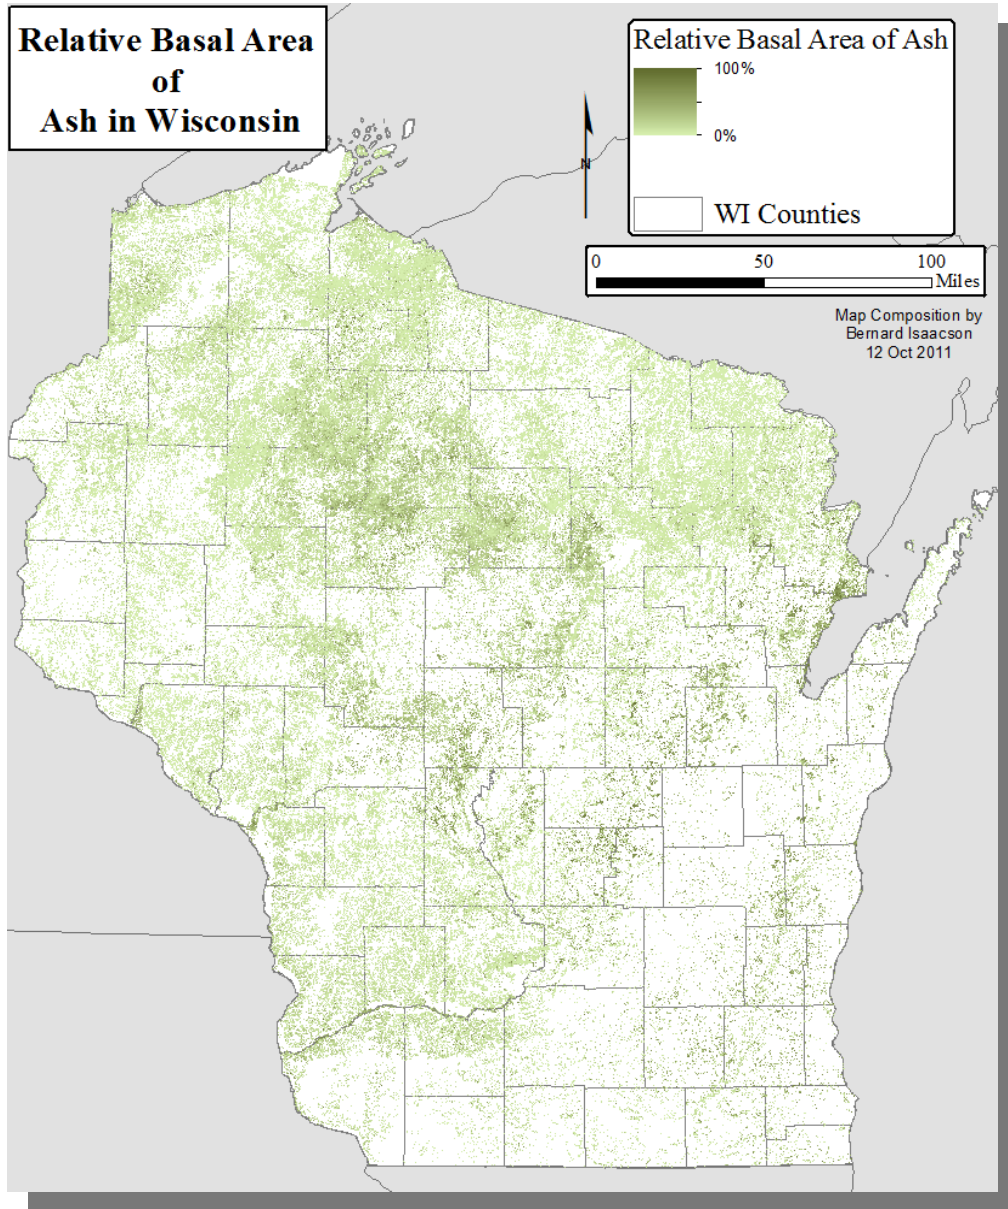 Relative Basal Area
of
Ash in Wisconsin
Relative Basal Area of Ash
100%
0%
WI Counties
N
0 50 100
Miles
Map Composition by
Bernard Isaacson
12 Oct 2011